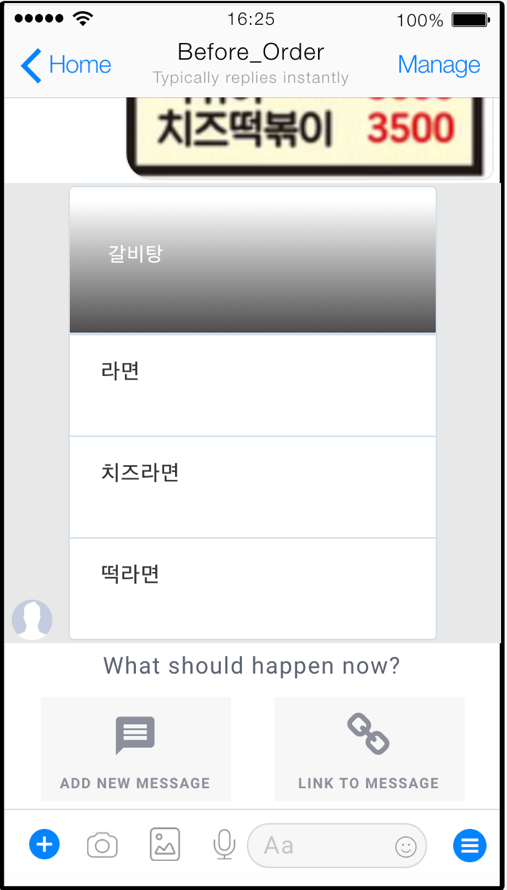 16:25
100%
Home
Before_Order
Typically replies instantly
Manage
치즈떡볶이 3500
갈비탕
라면
치즈라면
떡라면
What should happen now?
ADD NEW MESSAGE
LINK TO MESSAGE
Aa